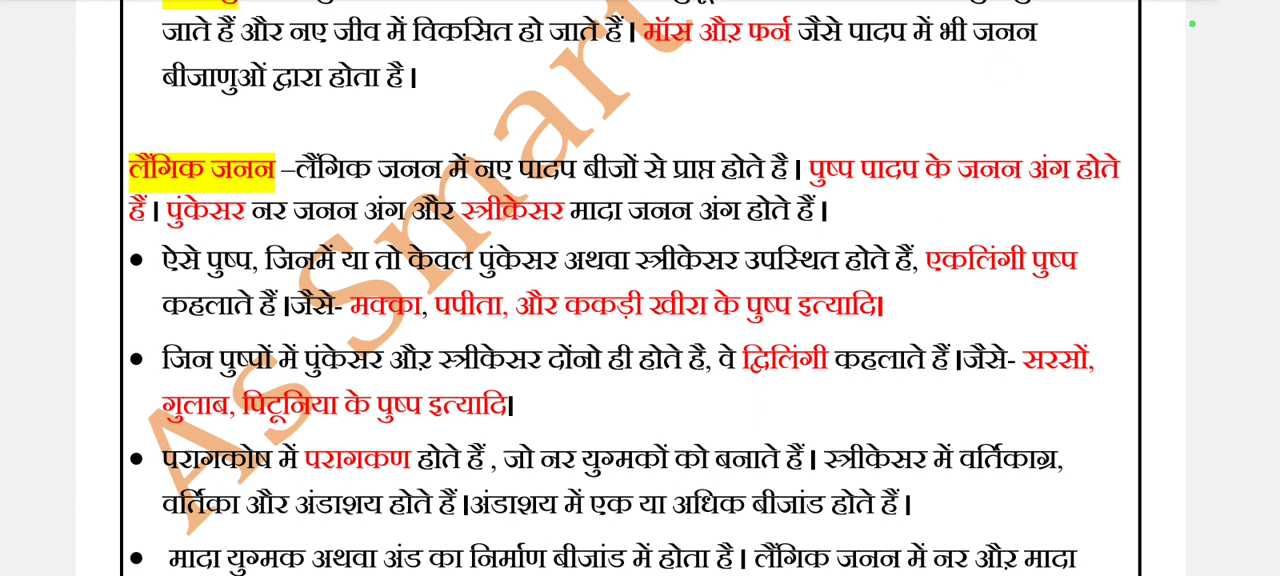 जाते हैं और नए जीव में विकसित हो जाते हैं। मॉस और फर्न जैसे पादप में भी जनन
बीजाणुओं द्वारा होता है।
लैंगिक जनन –लैंगिक जनन में नए पादप बीजों से प्राप्त होते है। पुष्प पादप के जनन अंग होते
हैं। पुंकेसर नर जनन अंग और स्त्रीकेसर मादा जनन अंग होते हैं।
• ऐसे पुष्प, जिनमें या तो केवल पुंकेसर अथवा स्त्रीकेसर उपस्थित होते हैं, एकलिंगी पुष्प
कहलाते हैं।जैसे- मक्का, पपीता, और ककड़ी खीरा के पुष्प इत्यादि।
• जिन पुष्पों में पुंकेसर और स्त्रीकेसर दोंनो ही होते है, वे द्विलिंगी कहलाते हैं।जैसे- सरसों,
गुलाब, पिटूनिया के पुष्प इत्यादि।
• परागकोष में परागकण होते हैं , जो नर युग्मकों को बनाते हैं। स्त्रीकेसर में वर्तिकाग्र,
वर्तिका और अंडाशय होते हैं।अंडाशय में एक या अधिक बीजांड होते हैं।
• मादा युग्मक अथवा अंड का निर्माण बीजांड में होता है। लैंगिक जनन में नर और मादा
As Smart